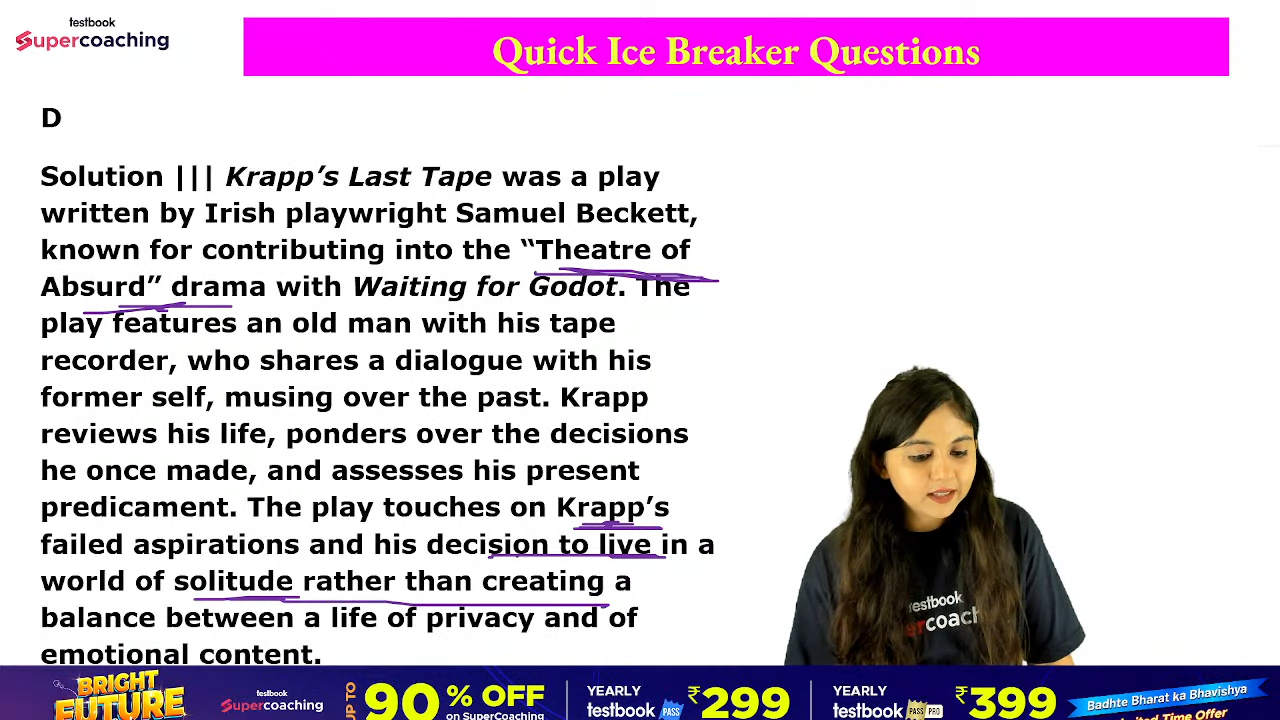 testbook
Supercoaching
Quick Ice Breaker Questions
D
Solution ||| Krapp’s Last Tape was a play
written by Irish playwright Samuel Beckett,
known for contributing into the “Theatre of
Absurd” drama with Waiting for Godot. The
play features an old man with his tape
recorder, who shares a dialogue with his
former self, musing over the past. Krapp
reviews his life, ponders over the decisions
he once made, and assesses his present
predicament. The play touches on Krapp’s
failed aspirations and his decision to live in a
world of solitude rather than creating a
balance between a life of privacy and of
emotional content.
testbook
ercoach
BRIGHT
FUTURE
testbook
Supercoaching
UPTO
90 % OFF
on SuperCoaching
YEARLY
testbook PASS
₹299
YEARLY
testbook PASS PRO
₹399
Badhte Bharat ka Bhavishya
ited Time Offer